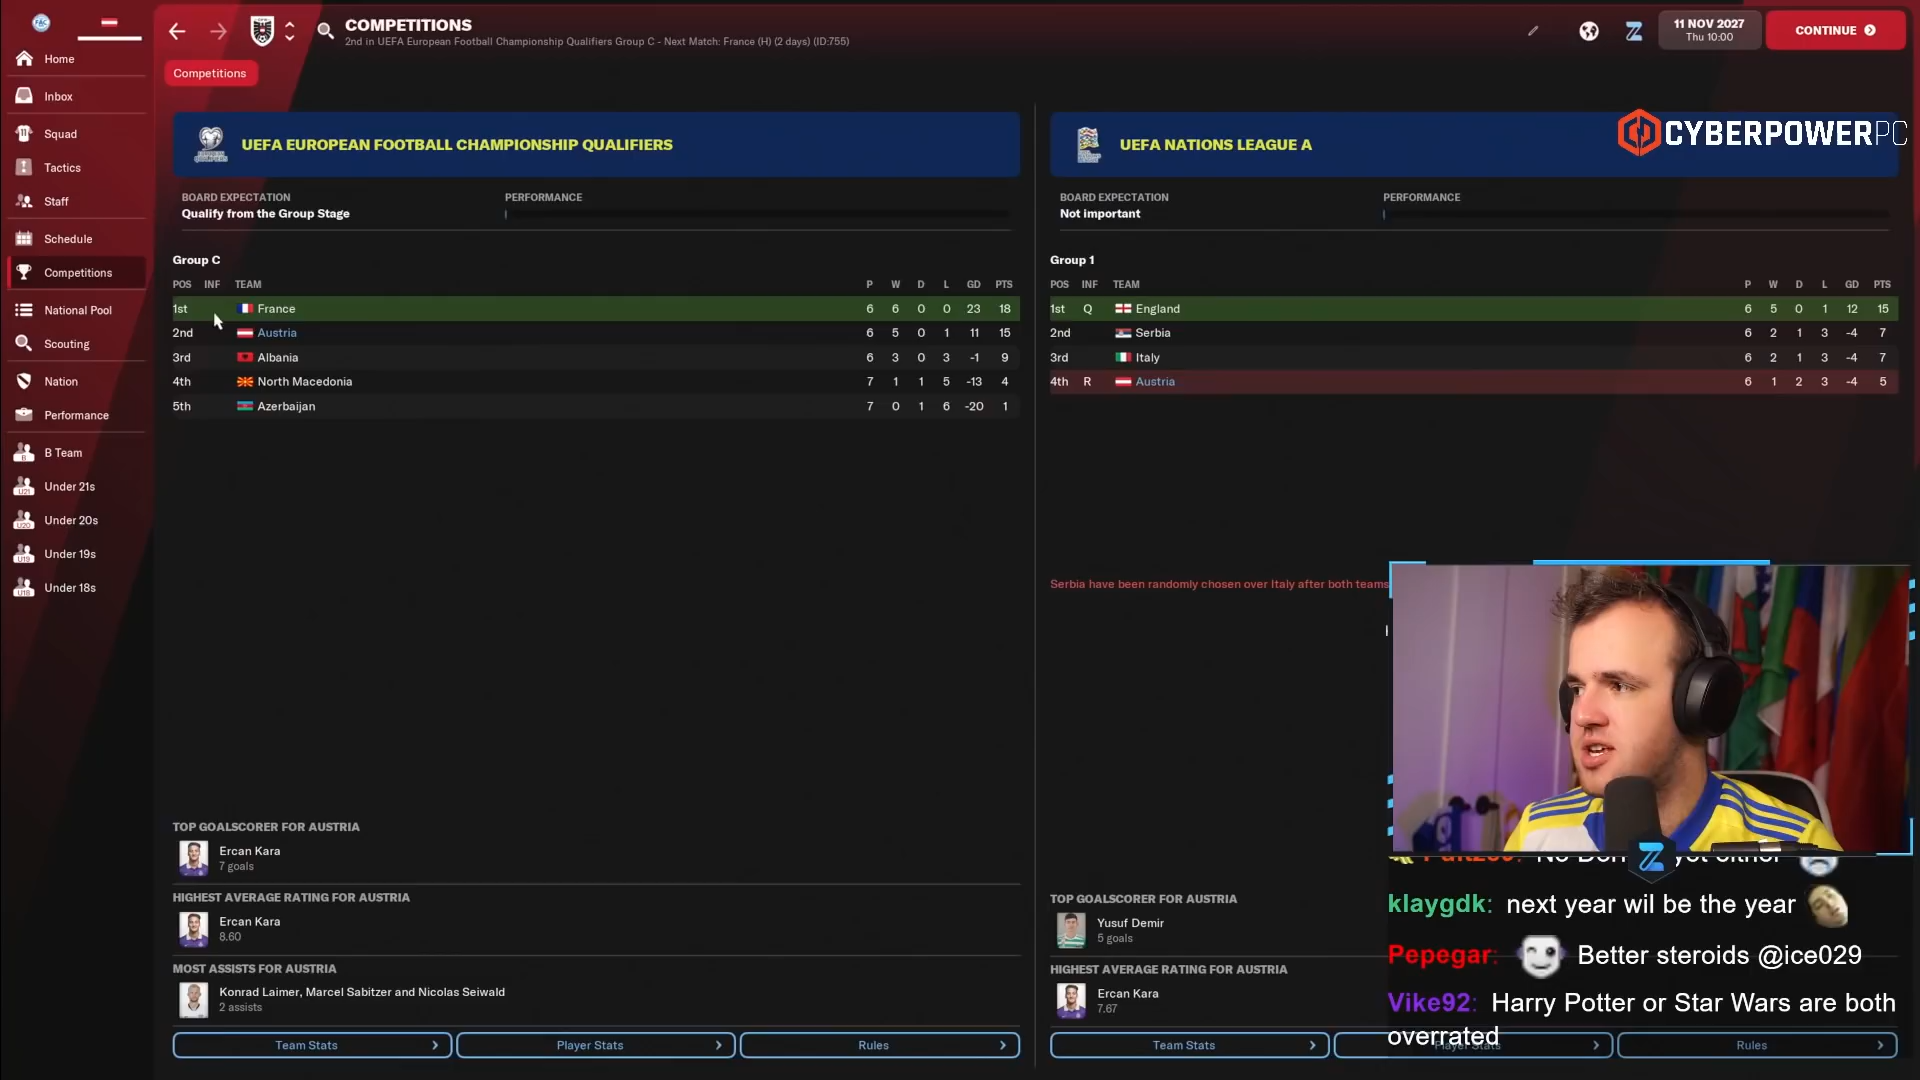 FAC
COMPETITIONS
2nd in UEFA European Football Championship Qualifiers Group C - Next Match: France (H) (2 days) (ID:755)
11 NOV 2027
Thu 10:00
CONTINUE
Home
Inbox
Squad
Tactics
Staff
Schedule
Competitions
National Pool
Scouting
Nation
Performance
B Team
Under 21s
Under 20s
Under 19s
Under 18s
Competitions
UEFA EUROPEAN FOOTBALL CHAMPIONSHIP QUALIFIERS
BOARD EXPECTATION PERFORMANCE
Qualify from the Group Stage
Group C
POS INF TEAM P W D L GD PTS
1st France 6 6 0 0 23 18
2nd Austria 6 5 0 1 11 15
3rd Albania 6 3 0 3 -1 9
4th North Macedonia 7 1 1 5 -13 4
5th Azerbaijan 7 0 1 6 -20 1
TOP GOALSCORER FOR AUSTRIA
Ercan Kara
7 goals
HIGHEST AVERAGE RATING FOR AUSTRIA
Ercan Kara
8.60
MOST ASSISTS FOR AUSTRIA
Konrad Laimer, Marcel Sabitzer and Nicolas Seiwald
2 assists
Team Stats Player Stats Rules
UEFA NATIONS LEAGUE A
CYBERPOWERPC
BOARD EXPECTATION PERFORMANCE
Not important
Group 1
POS INF TEAM P W D L GD PTS
1st Q England 6 5 0 1 12 15
2nd Serbia 6 2 1 3 -4 7
3rd Italy 6 2 1 3 -4 7
4th R Austria 6 1 2 3 -4 5
Serbia have been randomly chosen over Italy after both teams
TOP GOALSCORER FOR AUSTRIA
Yusuf Demir
5 goals
HIGHEST AVERAGE RATING FOR AUSTRIA
Ercan Kara
7.67
Team Stats Player Stats Rules
yet either
klaygdk: next year wil be the year
Pepegar: Better steroids @ice029
Vike92: Harry Potter or Star Wars are both
overrated